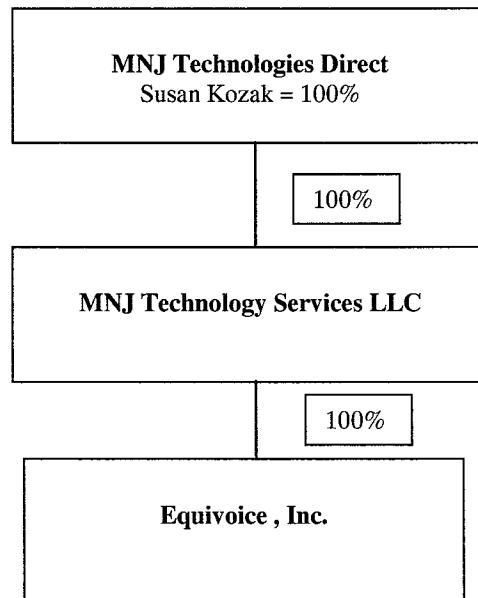 MNJ Technologies Direct
Susan Kozak = 100%
100%
MNJ Technology Services LLC
100%
Equivoice , Inc.